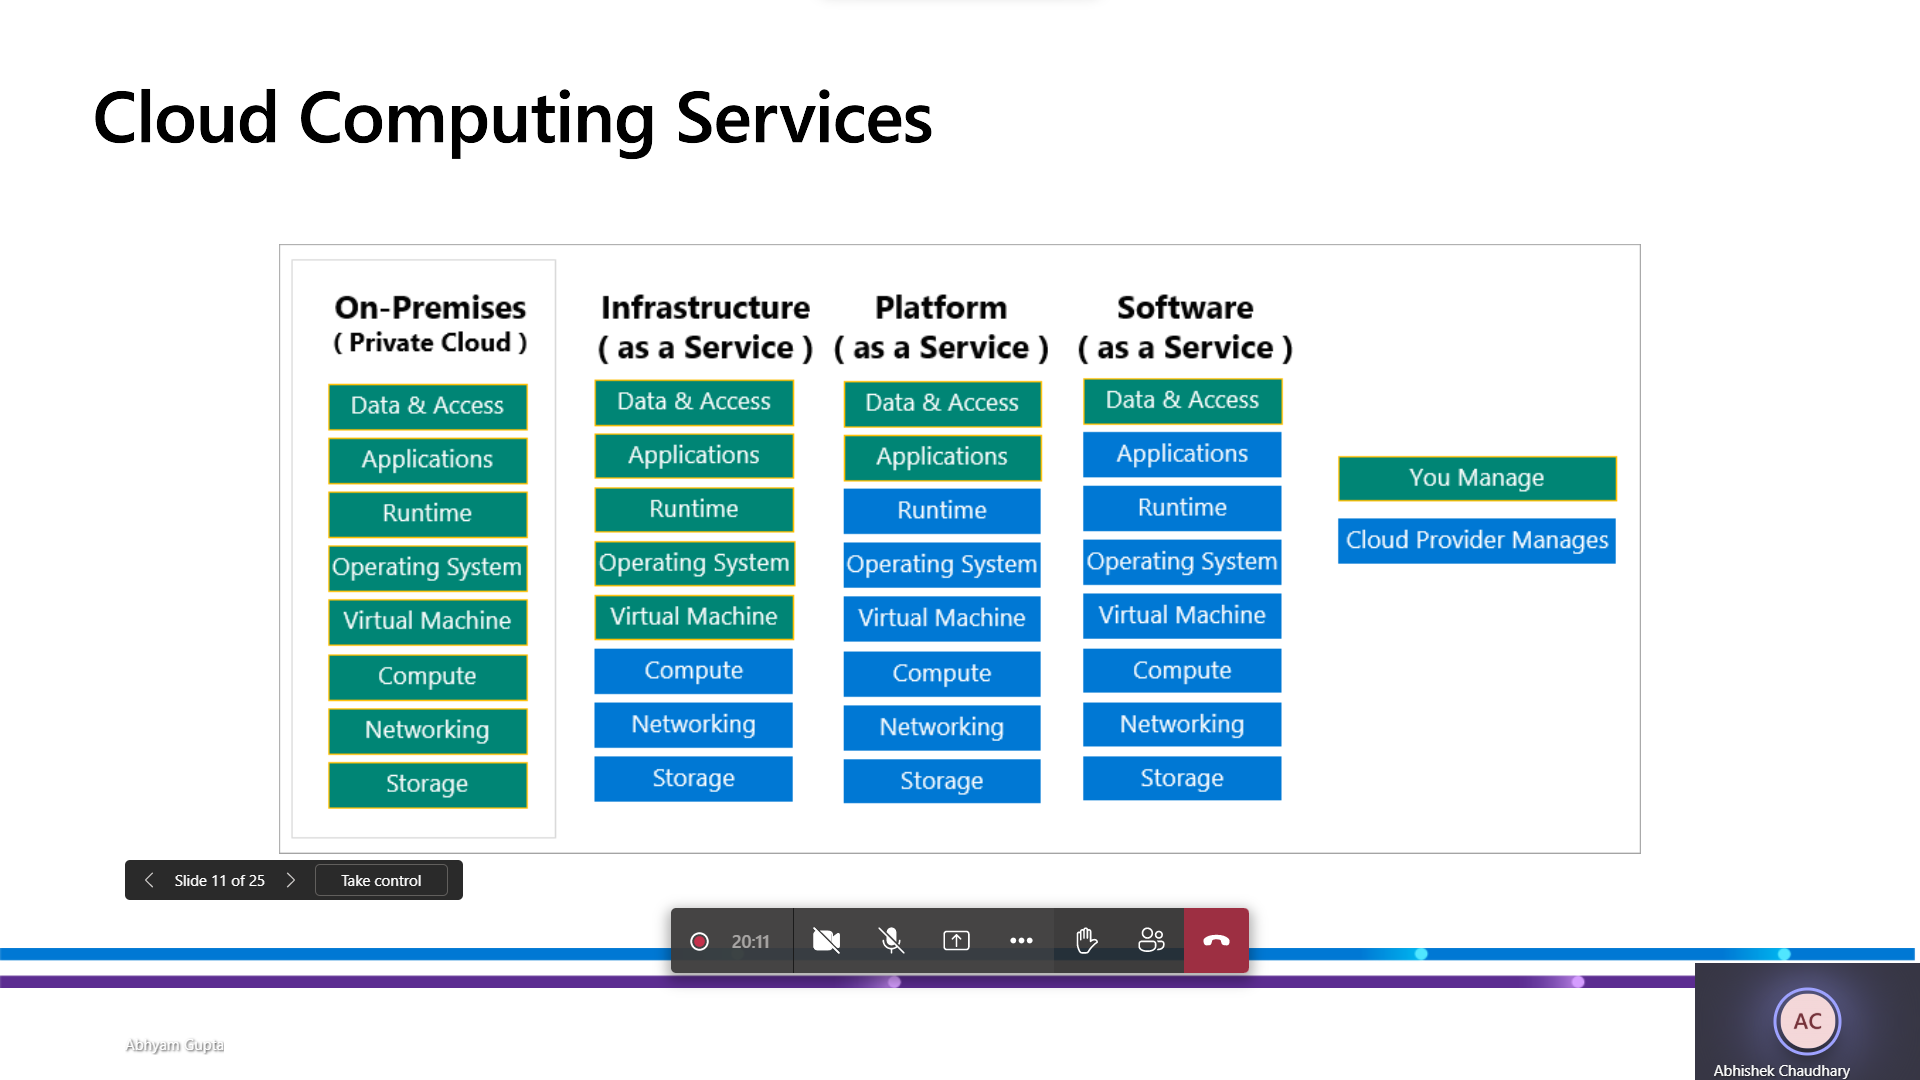 Cloud Computing Services
On-Premises
( Private Cloud )
Data & Access
Applications
Runtime
Operating System
Virtual Machine
Compute
Networking
Storage
Infrastructure
( as a Service )
Data & Access
Applications
Runtime
Operating System
Virtual Machine
Compute
Networking
Storage
Platform
( as a Service )
Data & Access
Applications
Runtime
Operating System
Virtual Machine
Compute
Networking
Storage
Software
( as a Service )
Data & Access
Applications
Runtime
Operating System
Virtual Machine
Compute
Networking
Storage
You Manage
Cloud Provider Manages
Slide 11 of 25
Take control
20:11
Abhyam Gupta
AC
Abhishek Chaudhary